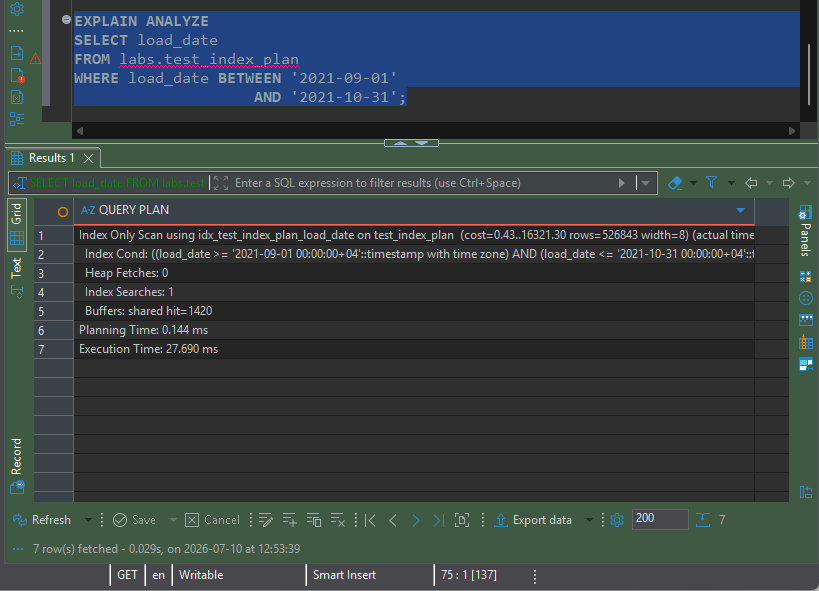 EXPLAIN ANALYZE
SELECT load_date
FROM labs.test_index_plan
WHERE load_date BETWEEN '2021-09-01'
AND '2021-10-31';
Results 1
SELECT load_date FROM labs.test
Enter a SQL expression to filter results (use Ctrl+Space)
Grid
Text
Record
Panels
A-Z QUERY PLAN
1 Index Only Scan using idx_test_index_plan_load_date on test_index_plan (cost=0.43..16321.30 rows=526843 width=8) (actual time
2 Index Cond: ((load_date >= '2021-09-01 00:00:00+04'::timestamp with time zone) AND (load_date <= '2021-10-31 00:00:00+04'::
3 Heap Fetches: 0
4 Index Searches: 1
5 Buffers: shared hit=1420
6 Planning Time: 0.144 ms
7 Execution Time: 27.690 ms
Refresh Save Cancel Export data 200 7
7 row(s) fetched - 0.029s, on 2026-07-10 at 12:53:39
GET en Writable Smart Insert 75 : 1 [137]